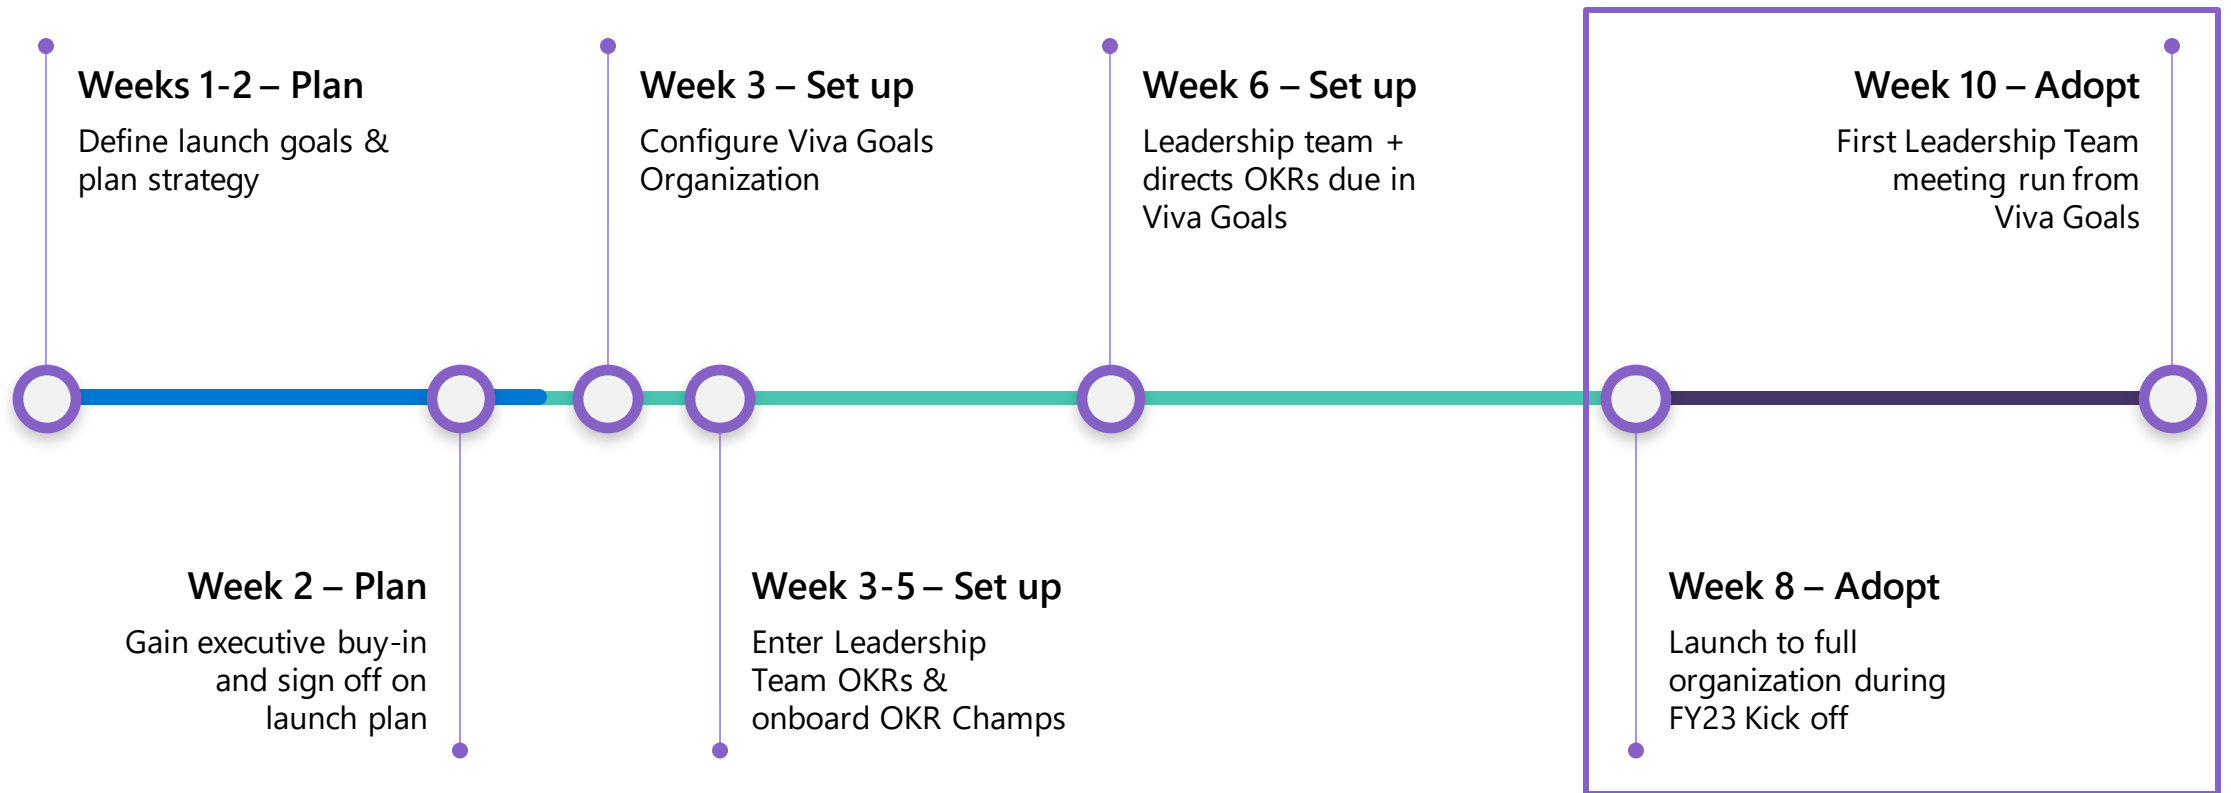 Weeks 1-2 – Plan
Define launch goals &
plan strategy
Week 3 – Set up
Configure Viva Goals
Organization
Week 6 – Set up
Leadership team +
directs OKRs due in
Viva Goals
Week 10 – Adopt
First Leadership Team
meeting run from
Viva Goals
Week 2 – Plan
Gain executive buy-in
and sign off on
launch plan
Week 3-5 – Set up
Enter Leadership
Team OKRs &
onboard OKR Champs
Week 8 – Adopt
Launch to full
organization during
FY23 Kick off